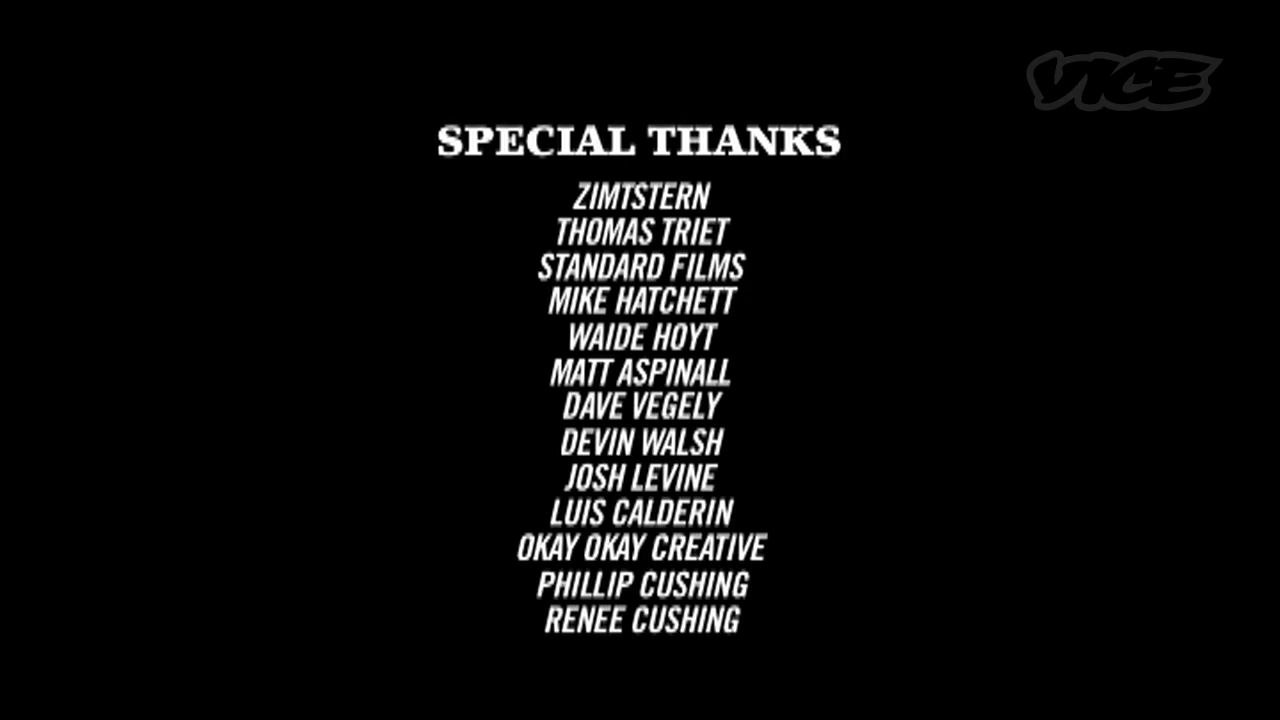 VICE
SPECIAL THANKS
ZIMTSTERN
THOMAS TRIET
STANDARD FILMS
MIKE HATCHETT
WAIDE HOYT
MATT ASPINALL
DAVE VEGELY
DEVIN WALSH
JOSH LEVINE
LUIS CALDERIN
OKAY OKAY CREATIVE
PHILLIP CUSHING
RENEE CUSHING